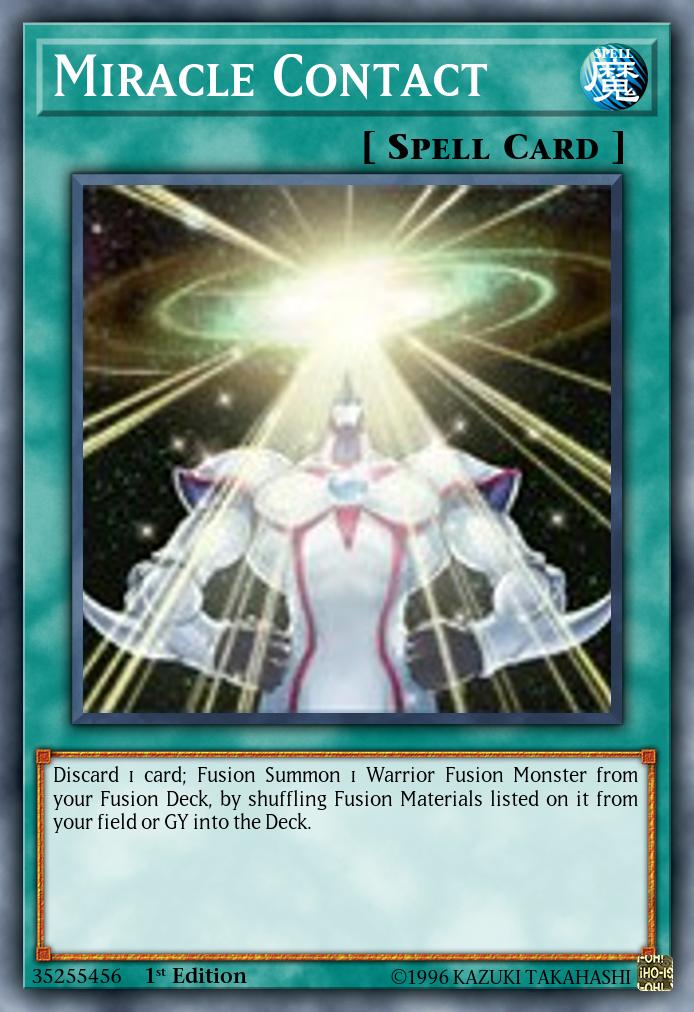 Miracle Contact
SPELL
魔
[ Spell Card ]
Discard 1 card; Fusion Summon 1 Warrior Fusion Monster from
your Fusion Deck, by shuffling Fusion Materials listed on it from
your field or GY into the Deck.
35255456 1st Edition ©1996 KAZUKI TAKAHASHI